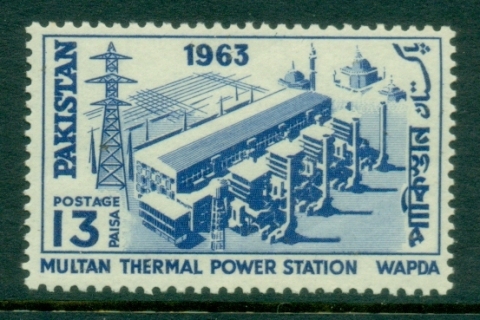 1963
PAKISTAN
پاکستان
POSTAGE
13
PAISA
MULTAN THERMAL POWER STATION WAPDA